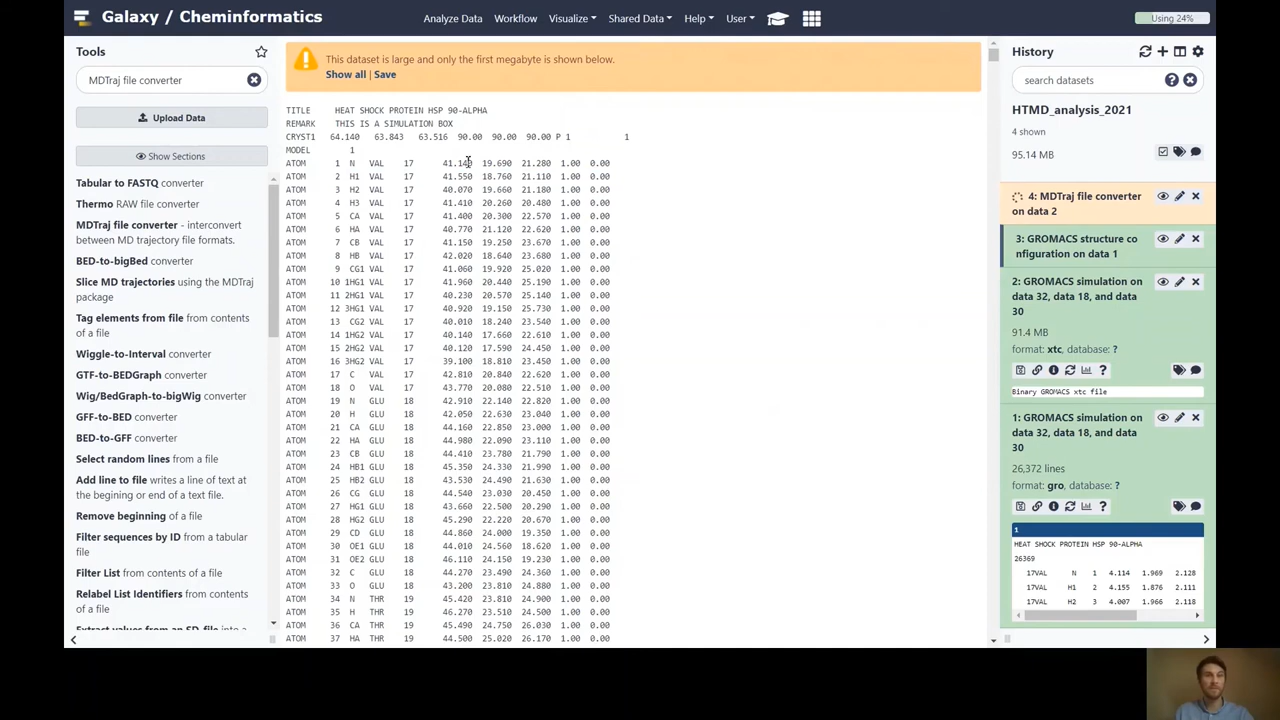 Galaxy / Cheminformatics
Analyze Data
Workflow
Visualize
Shared Data
Help
User
Using 24%
Tools
MDTraj file converter
Upload Data
Show Sections
Tabular to FASTQ converter
Thermo RAW file converter
MDTraj file converter - interconvert
between MD trajectory file formats.
BED-to-bigBed converter
Slice MD trajectories using the MDTraj
package
Tag elements from file from contents
of a file
Wiggle-to-Interval converter
GTF-to-BEDGraph converter
Wig/BedGraph-to-bigWig converter
GFF-to-BED converter
BED-to-GFF converter
Select random lines from a file
Add line to file writes a line of text at
the begining or end of a text file.
Remove beginning of a file
Filter sequences by ID from a tabular
file
Filter List from contents of a file
Relabel List Identifiers from contents
of a file
Extract values from an SD-file into a
This dataset is large and only the first megabyte is shown below.
Show all | Save
TITLE HEAT SHOCK PROTEIN HSP 90-ALPHA
REMARK THIS IS A SIMULATION BOX
CRYST1 64.140 63.843 63.516 90.00 90.00 90.00 P 1 1
MODEL 1
ATOM 1 N VAL 17 41.140 19.690 21.280 1.00 0.00
ATOM 2 H1 VAL 17 41.550 18.760 21.110 1.00 0.00
ATOM 3 H2 VAL 17 40.070 19.660 21.180 1.00 0.00
ATOM 4 H3 VAL 17 41.410 20.260 20.480 1.00 0.00
ATOM 5 CA VAL 17 41.400 20.300 22.570 1.00 0.00
ATOM 6 HA VAL 17 40.770 21.120 22.620 1.00 0.00
ATOM 7 CB VAL 17 41.150 19.250 23.670 1.00 0.00
ATOM 8 HB VAL 17 42.020 18.640 23.680 1.00 0.00
ATOM 9 CG1 VAL 17 41.060 19.920 25.020 1.00 0.00
ATOM 10 1HG1 VAL 17 41.960 20.440 25.190 1.00 0.00
ATOM 11 2HG1 VAL 17 40.230 20.570 25.140 1.00 0.00
ATOM 12 3HG1 VAL 17 40.920 19.150 25.730 1.00 0.00
ATOM 13 CG2 VAL 17 40.010 18.240 23.540 1.00 0.00
ATOM 14 1HG2 VAL 17 40.140 17.660 22.610 1.00 0.00
ATOM 15 2HG2 VAL 17 40.120 17.590 24.450 1.00 0.00
ATOM 16 3HG2 VAL 17 39.100 18.810 23.450 1.00 0.00
ATOM 17 C VAL 17 42.810 20.840 22.620 1.00 0.00
ATOM 18 O VAL 17 43.770 20.080 22.510 1.00 0.00
ATOM 19 N GLU 18 42.910 22.140 22.820 1.00 0.00
ATOM 20 H GLU 18 42.050 22.630 23.040 1.00 0.00
ATOM 21 CA GLU 18 44.160 22.850 23.000 1.00 0.00
ATOM 22 HA GLU 18 44.980 22.090 23.110 1.00 0.00
ATOM 23 CB GLU 18 44.410 23.780 21.790 1.00 0.00
ATOM 24 HB1 GLU 18 45.350 24.330 21.990 1.00 0.00
ATOM 25 HB2 GLU 18 43.530 24.490 21.630 1.00 0.00
ATOM 26 CG GLU 18 44.540 23.030 20.450 1.00 0.00
ATOM 27 HG1 GLU 18 43.660 22.500 20.290 1.00 0.00
ATOM 28 HG2 GLU 18 45.290 22.220 20.670 1.00 0.00
ATOM 29 CD GLU 18 44.860 24.000 19.350 1.00 0.00
ATOM 30 OE1 GLU 18 44.010 24.560 18.620 1.00 0.00
ATOM 31 OE2 GLU 18 46.110 24.150 19.230 1.00 0.00
ATOM 32 C GLU 18 44.270 23.490 24.360 1.00 0.00
ATOM 33 O GLU 18 43.200 23.810 24.880 1.00 0.00
ATOM 34 N THR 19 45.420 23.810 24.900 1.00 0.00
ATOM 35 H THR 19 46.270 23.510 24.500 1.00 0.00
ATOM 36 CA THR 19 45.490 24.750 26.030 1.00 0.00
ATOM 37 HA THR 19 44.500 25.020 26.170 1.00 0.00
History
search datasets
HTMD_analysis_2021
4 shown
95.14 MB
4: MDTraj file converter
on data 2
3: GROMACS structure co
nfiguration on data 1
2: GROMACS simulation on
data 32, data 18, and data
30
91.4 MB
format: xtc, database: ?
Binary GROMACS xtc file
1: GROMACS simulation on
data 32, data 18, and data
30
26,372 lines
format: gro, database: ?
1
HEAT SHOCK PROTEIN HSP 90-ALPHA
26369
17VAL N 1 4.114 1.969 2.128
17VAL H1 2 4.155 1.876 2.111
17VAL H2 3 4.007 1.966 2.118